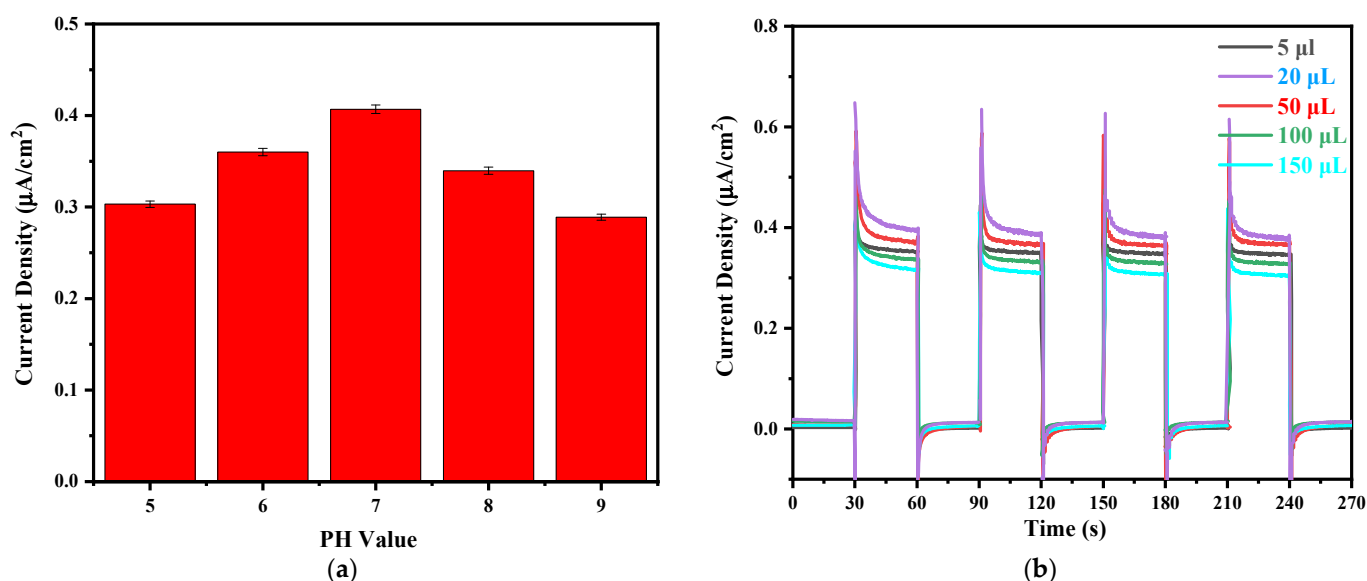 0.5
0.4
0.3
0.2
0.1
0.0
Current Density (μA/cm²)
5 6 7 8 9
PH Value
(a)
0.8
0.6
0.4
0.2
0.0
Current Density (μA/cm²)
5 μl
20 μL
50 μL
100 μL
150 μL
0 30 60 90 120 150 180 210 240 270
Time (s)
(b)